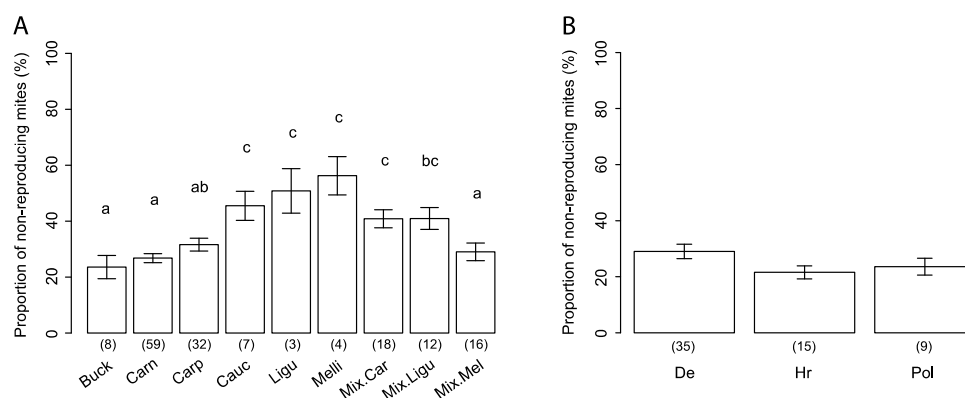 A
Proportion of non-reproducing mites (%)
100
80
60
40
20
0
a a ab c c c c bc a
(8) (59) (32) (7) (3) (4) (18) (12) (16)
Buck Carn Carp Cauc Ligu Melli Mix.Car Mix.Ligu Mix.Mel
B
Proportion of non-reproducing mites (%)
100
80
60
40
20
0
(35) (15) (9)
De Hr Pol